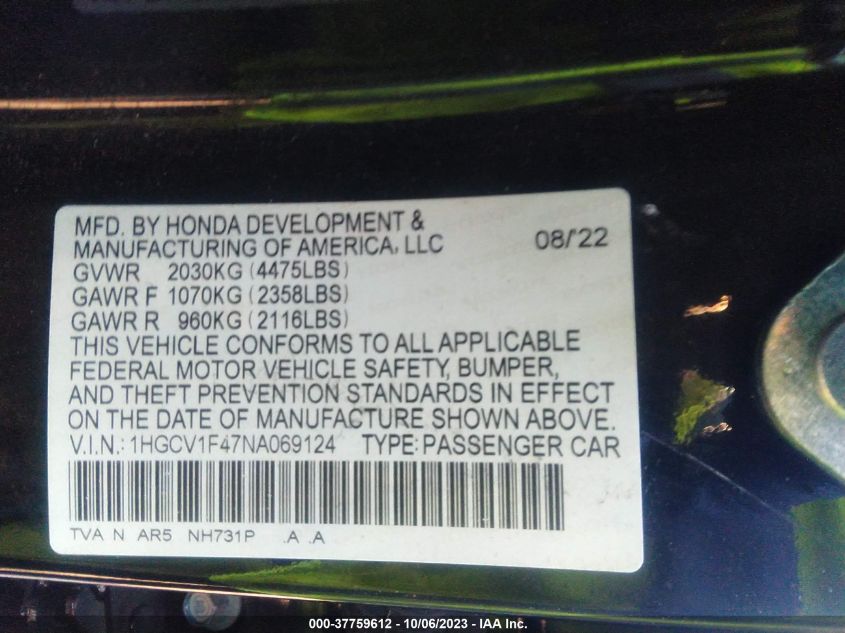 MFD. BY HONDA DEVELOPMENT &
MANUFACTURING OF AMERICA, LLC 08/'22
GVWR 2030KG (4475LBS)
GAWR F 1070KG (2358LBS)
GAWR R 960KG (2116LBS)
THIS VEHICLE CONFORMS TO ALL APPLICABLE
FEDERAL MOTOR VEHICLE SAFETY, BUMPER,
AND THEFT PREVENTION STANDARDS IN EFFECT
ON THE DATE OF MANUFACTURE SHOWN ABOVE.
V.I.N.: 1HGCV1F47NA069124 TYPE: PASSENGER CAR
TVA N AR5 NH731P .A .A
000-37759612 - 10/06/2023 - IAA Inc.